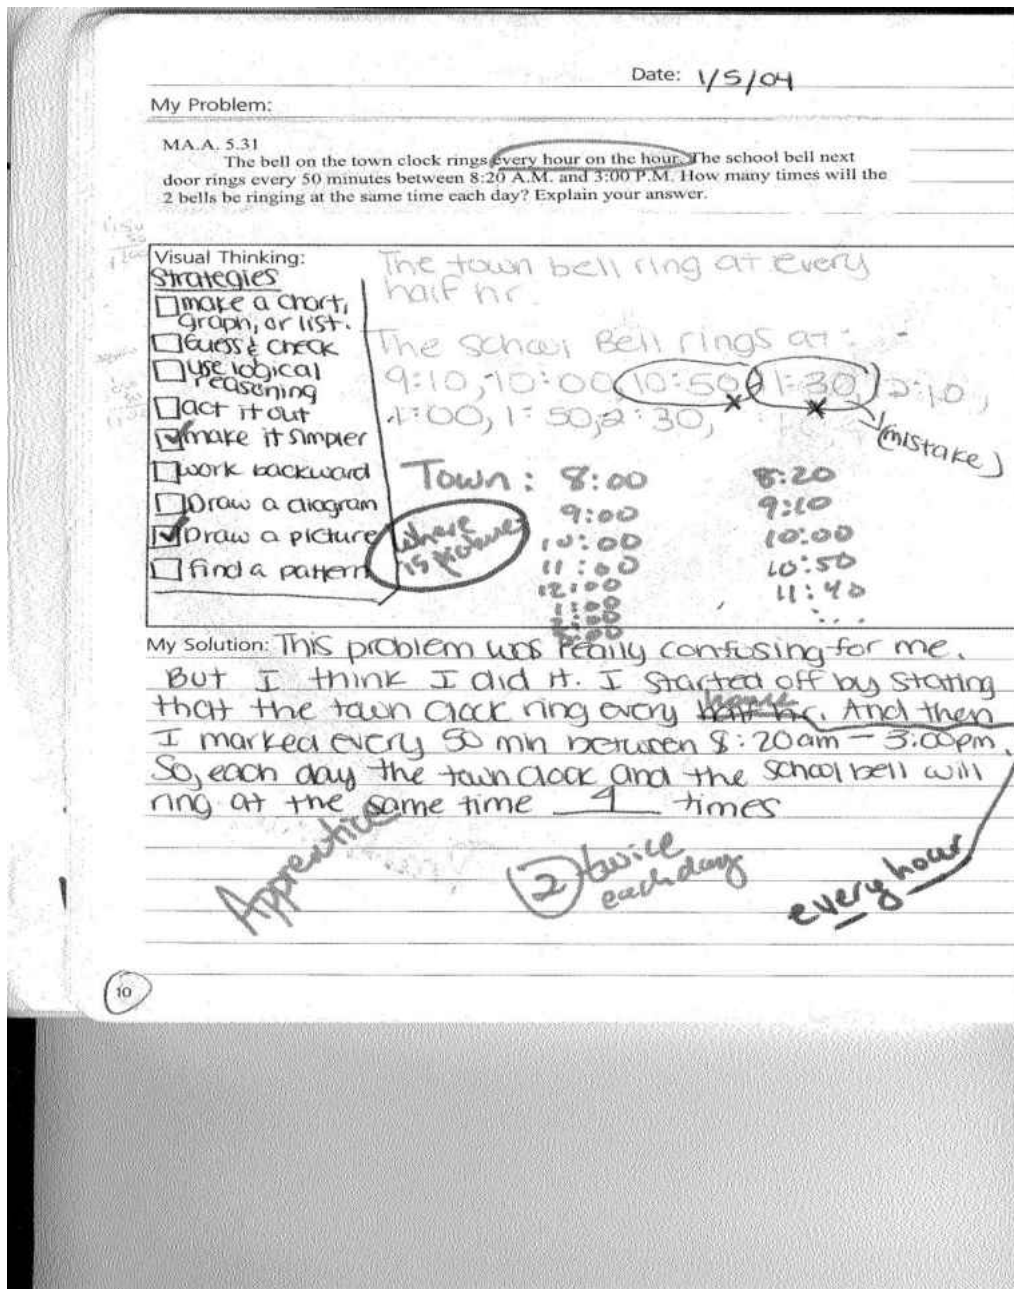 Date: 1/5/04
My Problem:
MA.A. 5.31
The bell on the town clock rings every hour on the hour. The school bell next
door rings every 50 minutes between 8:20 A.M. and 3:00 P.M. How many times will the
2 bells be ringing at the same time each day? Explain your answer.
Visual Thinking:
Strategies
make a chart,
graph, or list.
Guess & check
use logical
reasoning
act it out
make it simpler
work backward
Draw a diagram
Draw a picture
find a pattern
The town bell ring at every
half hr.
The school Bell rings at:
9:10, 10:00, 10:50, 1:30, 2:10,
1:00, 1:50, 2:30,
(mistake)
Town: 8:00 8:20
9:00 9:10
10:00 10:00
11:00 10:50
12:00 11:40
1:00 ...
2:00
3:00
where
is
My Solution: This problem was really confusing for me.
But I think I did it. I started off by stating
that the town clock ring every half hr. And then
I marked every 50 min between 8:20am - 3:00pm.
So, each day the town clock and the school bell will
ring at the same time 4 times
Apprentice
2 twice
each day
every hour
10